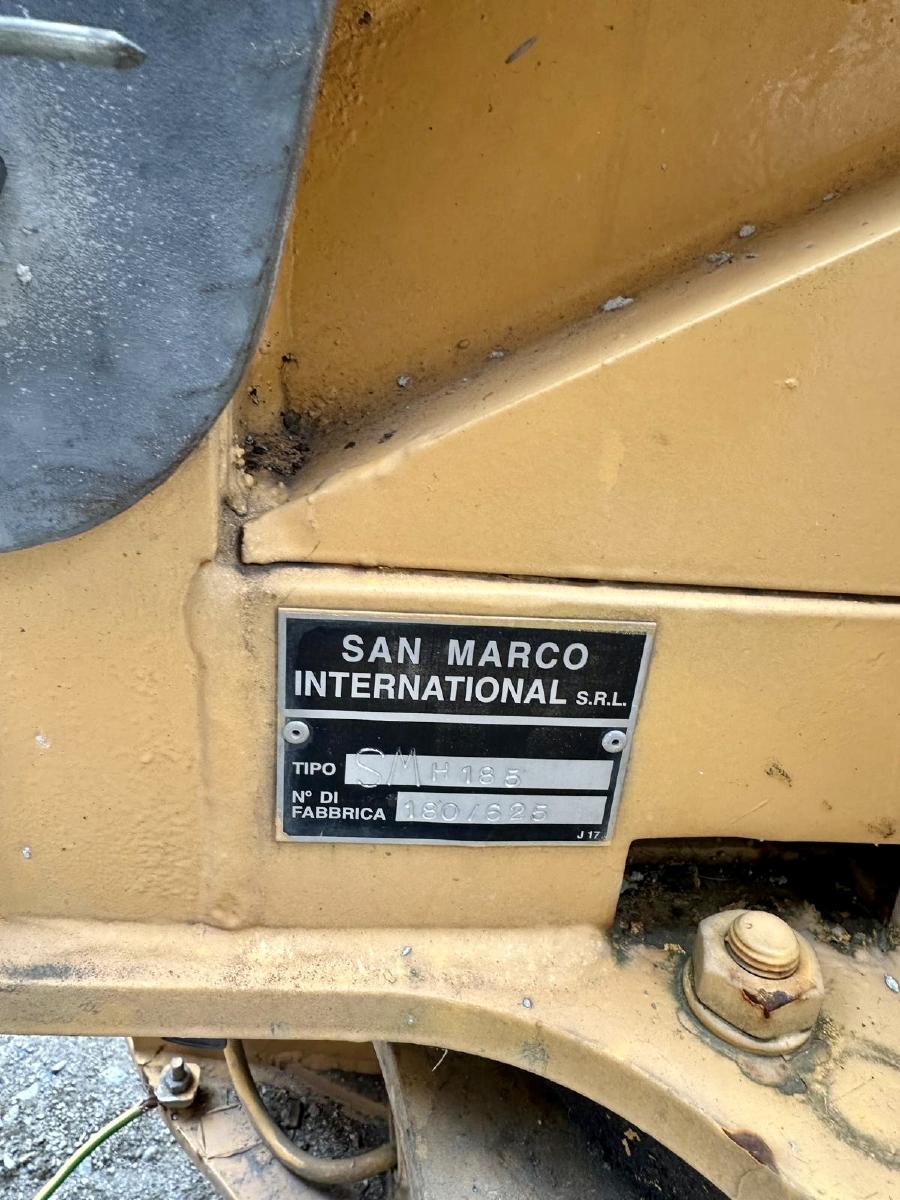 SAN MARCO
INTERNATIONAL S.R.L.
TIPO SMH185
N° DI
FABBRICA 180/625
J 17